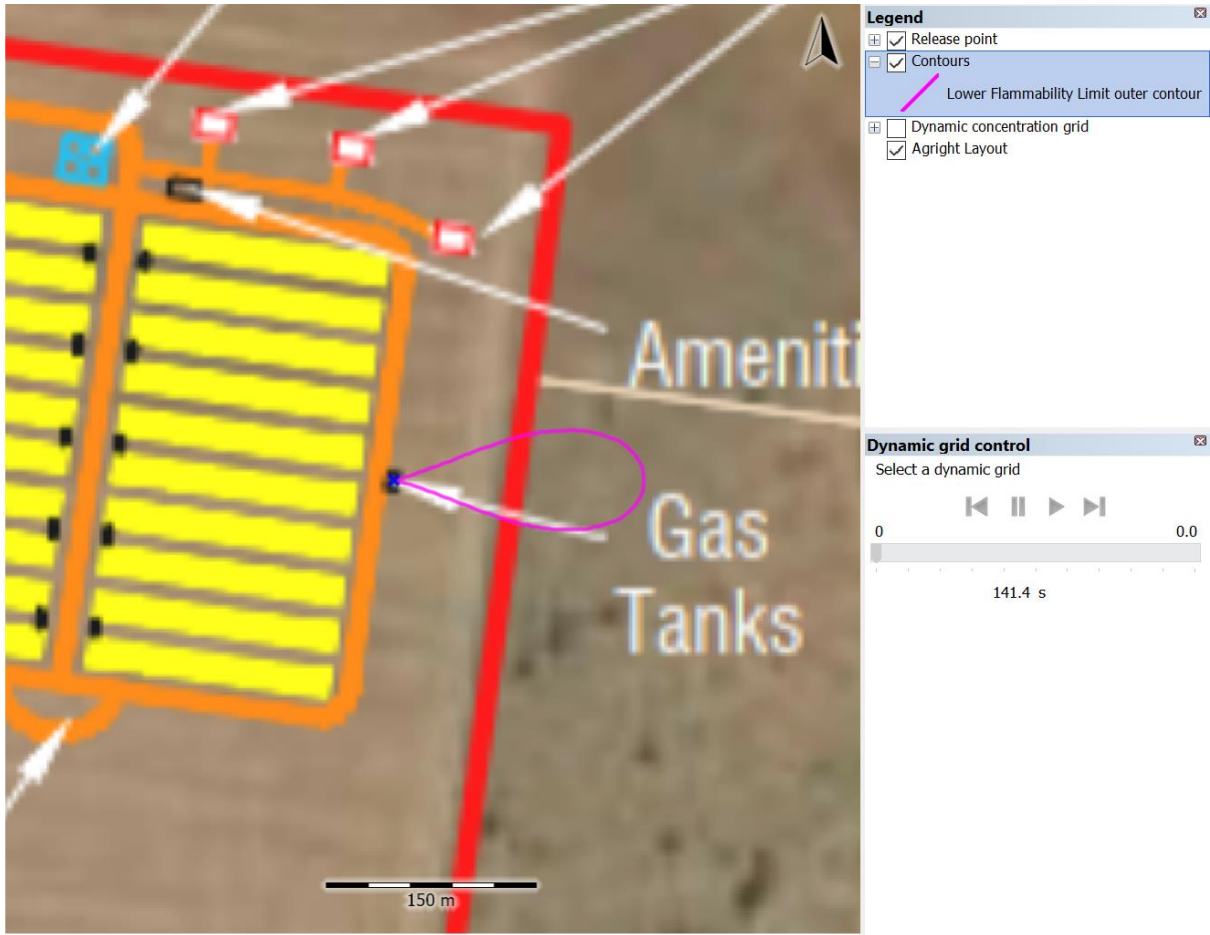 Ameniti
Gas
Tanks
150 m
Legend
Release point
Contours
Lower Flammability Limit outer contour
Dynamic concentration grid
Agright Layout
Dynamic grid control
Select a dynamic grid
0 0.0
141.4 s